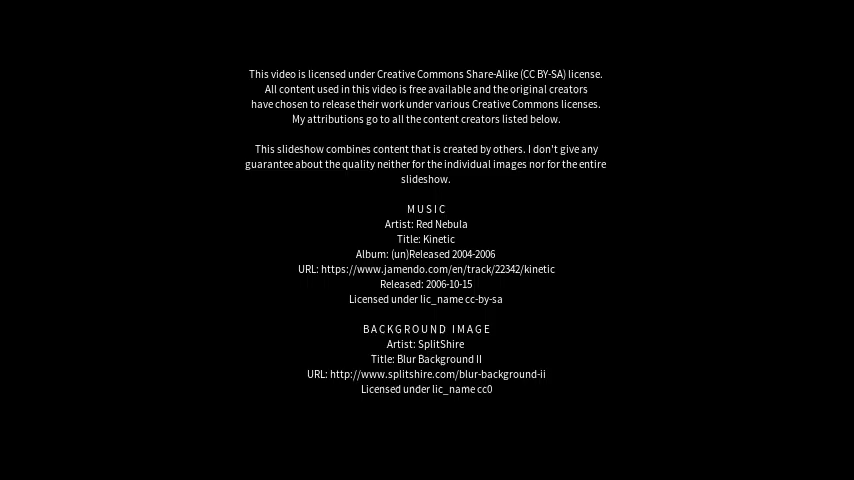 This video is licensed under Creative Commons Share-Alike (CC BY-SA) license.
All content used in this video is free available and the original creators
have chosen to release their work under various Creative Commons licenses.
My attributions go to all the content creators listed below.
This slideshow combines content that is created by others. I don't give any
guarantee about the quality neither for the individual images nor for the entire
slideshow.
MUSIC
Artist: Red Nebula
Title: Kinetic
Album: (un)Released 2004-2006
URL: https://www.jamendo.com/en/track/22342/kinetic
Released: 2006-10-15
Licensed under lic_name cc-by-sa
BACKGROUND IMAGE
Artist: SplitShire
Title: Blur Background II
URL: http://www.splitshire.com/blur-background-ii
Licensed under lic_name cc0